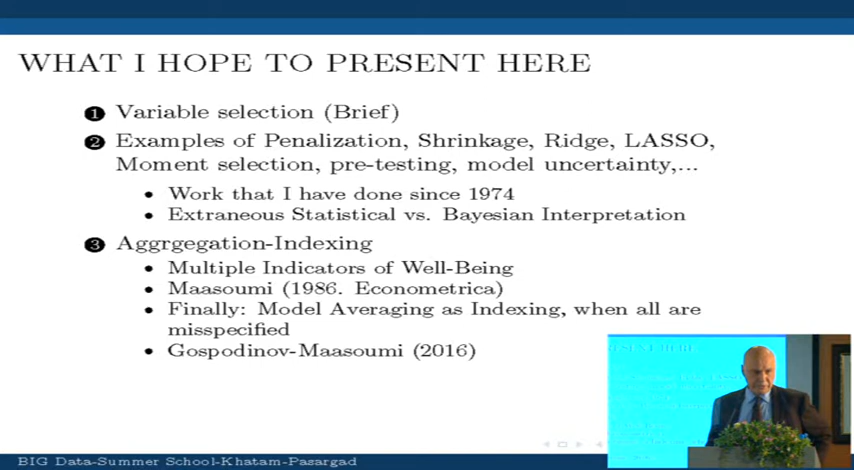 WHAT I HOPE TO PRESENT HERE
1 Variable selection (Brief)
2 Examples of Penalization, Shrinkage, Ridge, LASSO,
Moment selection, pre-testing, model uncertainty,...
• Work that I have done since 1974
• Extraneous Statistical vs. Bayesian Interpretation
3 Aggrgegation-Indexing
• Multiple Indicators of Well-Being
• Maasoumi (1986. Econometrica)
• Finally: Model Averaging as Indexing, when all are
misspecified
• Gospodinov-Maasoumi (2016)
BIG Data-Summer School-Khatam-Pasargad